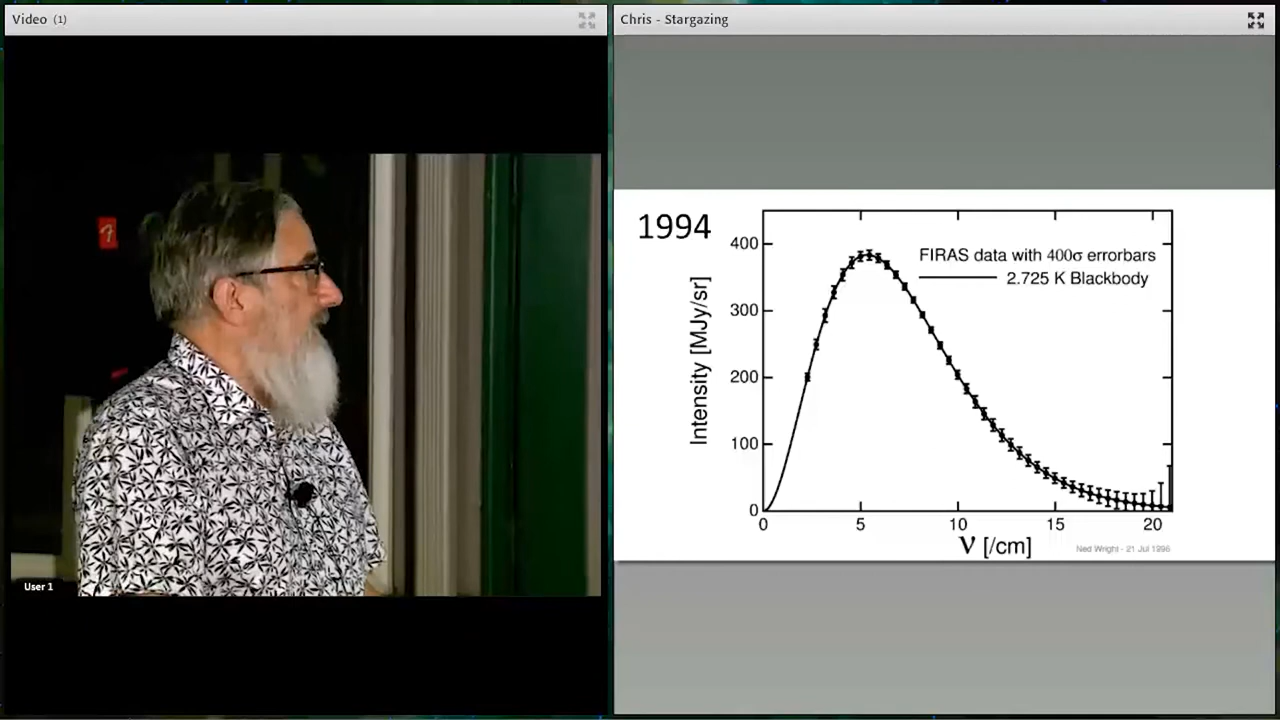 Video (1)
Chris - Stargazing
User 1
1994
FIRAS data with 400σ errorbars
2.725 K Blackbody
Intensity [MJy/sr]
400
300
200
100
0
0 5 10 15 20
ν [/cm]
Ned Wright - 21 Jul 1996